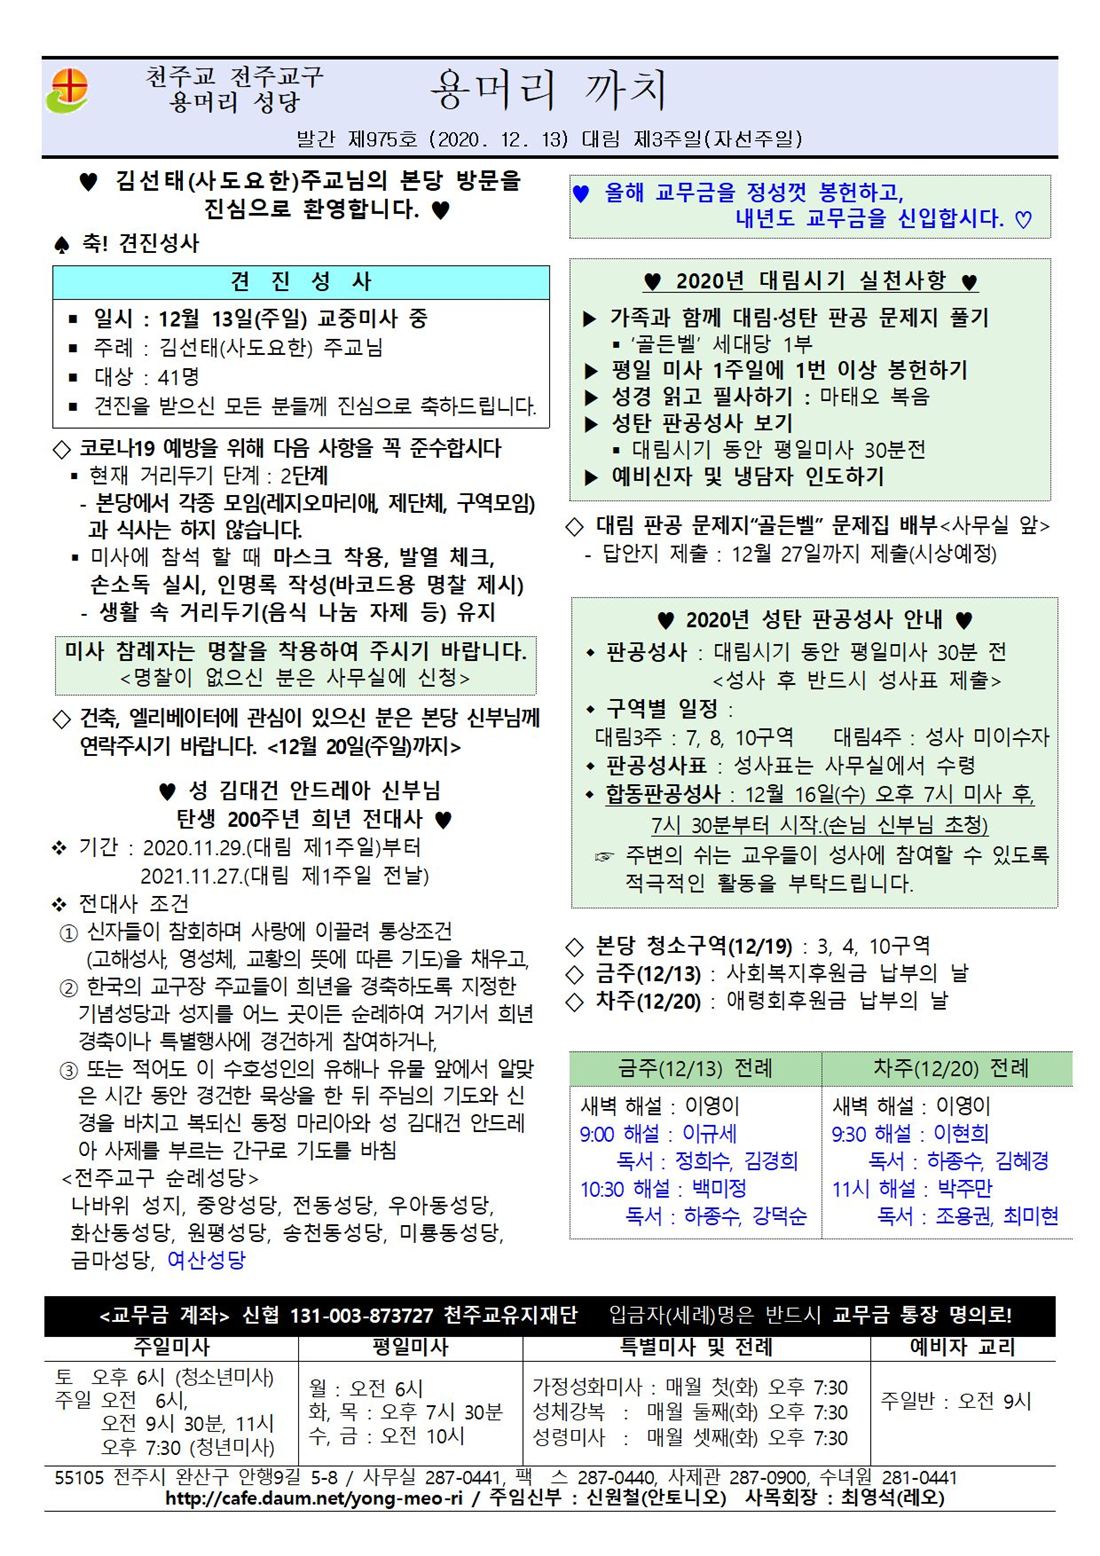 천주교 전주교구
용머리 성당
용머리 까치
발간 제975호 (2020. 12. 13) 대림 제3주일(자선주일)
♥ 김선태(사도요한)주교님의 본당 방문을
진심으로 환영합니다. ♥
♠ 축! 견진성사
견 진 성 사
▪ 일시 : 12월 13일(주일) 교중미사 중
▪ 주례 : 김선태(사도요한) 주교님
▪ 대상 : 41명
▪ 견진을 받으신 모든 분들께 진심으로 축하드립니다.
◇ 코로나19 예방을 위해 다음 사항을 꼭 준수합시다
▪ 현재 거리두기 단계 : 2단계
- 본당에서 각종 모임(레지오마리애, 제단체, 구역모임)
과 식사는 하지 않습니다.
▪ 미사에 참석 할 때 마스크 착용, 발열 체크,
손소독 실시, 인명록 작성(바코드용 명찰 제시)
- 생활 속 거리두기(음식 나눔 자제 등) 유지
미사 참례자는 명찰을 착용하여 주시기 바랍니다.
<명찰이 없으신 분은 사무실에 신청>
◇ 건축, 엘리베이터에 관심이 있으신 분은 본당 신부님께
연락주시기 바랍니다. <12월 20일(주일)까지>
♥ 성 김대건 안드레아 신부님
탄생 200주년 희년 전대사 ♥
❖ 기간 : 2020.11.29.(대림 제1주일)부터
2021.11.27.(대림 제1주일 전날)
❖ 전대사 조건
① 신자들이 참회하며 사랑에 이끌려 통상조건
(고해성사, 영성체, 교황의 뜻에 따른 기도)을 채우고,
② 한국의 교구장 주교들이 희년을 경축하도록 지정한
기념성당과 성지를 어느 곳이든 순례하여 거기서 희년
경축이나 특별행사에 경건하게 참여하거나,
③ 또는 적어도 이 수호성인의 유해나 유물 앞에서 알맞
은 시간 동안 경건한 묵상을 한 뒤 주님의 기도와 신
경을 바치고 복되신 동정 마리아와 성 김대건 안드레
아 사제를 부르는 간구로 기도를 바침
<전주교구 순례성당>
나바위 성지, 중앙성당, 전동성당, 우아동성당,
화산동성당, 원평성당, 송천동성당, 미룡동성당,
금마성당, 여산성당
♥ 올해 교무금을 정성껏 봉헌하고,
내년도 교무금을 신입합시다. ♡
♥ 2020년 대림시기 실천사항 ♥
▶ 가족과 함께 대림·성탄 판공 문제지 풀기
▪ ‘골든벨’ 세대당 1부
▶ 평일 미사 1주일에 1번 이상 봉헌하기
▶ 성경 읽고 필사하기 : 마태오 복음
▶ 성탄 판공성사 보기
▪ 대림시기 동안 평일미사 30분전
▶ 예비신자 및 냉담자 인도하기
◇ 대림 판공 문제지“골든벨” 문제집 배부<사무실 앞>
- 답안지 제출 : 12월 27일까지 제출(시상예정)
♥ 2020년 성탄 판공성사 안내 ♥
⬩ 판공성사 : 대림시기 동안 평일미사 30분 전
<성사 후 반드시 성사표 제출>
⬩ 구역별 일정 :
대림3주 : 7, 8, 10구역 대림4주 : 성사 미이수자
⬩ 판공성사표 : 성사표는 사무실에서 수령
⬩ 합동판공성사 : 12월 16일(수) 오후 7시 미사 후,
7시 30분부터 시작.(손님 신부님 초청)
☞ 주변의 쉬는 교우들이 성사에 참여할 수 있도록
적극적인 활동을 부탁드립니다.
◇ 본당 청소구역(12/19) : 3, 4, 10구역
◇ 금주(12/13) : 사회복지후원금 납부의 날
◇ 차주(12/20) : 애령회후원금 납부의 날
금주(12/13) 전례 차주(12/20) 전례
새벽 해설 : 이영이 새벽 해설 : 이영이
9:00 해설 : 이규세 9:30 해설 : 이현희
독서 : 정희수, 김경희 독서 : 하종수, 김혜경
10:30 해설 : 백미정 11시 해설 : 박주만
독서 : 하종수, 강덕순 독서 : 조용권, 최미현
<교무금 계좌> 신협 131-003-873727 천주교유지재단 입금자(세례)명은 반드시 교무금 통장 명의로!
주일미사 평일미사 특별미사 및 전례 예비자 교리
토 오후 6시 (청소년미사)
주일 오전 6시,
오전 9시 30분, 11시
오후 7:30 (청년미사)
월 : 오전 6시
화, 목 : 오후 7시 30분
수, 금 : 오전 10시
가정성화미사 : 매월 첫(화) 오후 7:30
성체강복 : 매월 둘째(화) 오후 7:30
성령미사 : 매월 셋째(화) 오후 7:30
주일반 : 오전 9시
55105 전주시 완산구 안행9길 5-8 / 사무실 287-0441, 팩 스 287-0440, 사제관 287-0900, 수녀원 281-0441
http://cafe.daum.net/yong-meo-ri / 주임신부 : 신원철(안토니오) 사목회장 : 최영석(레오)